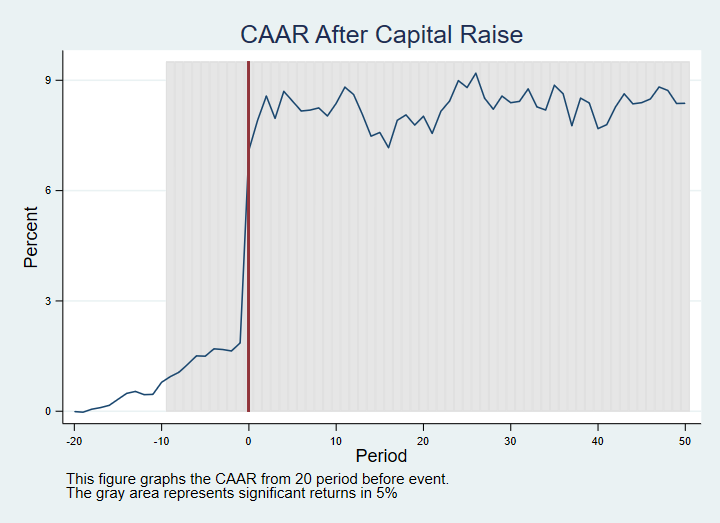 CAAR After Capital Raise
Percent
9
6
3
0
-20 -10 0 10 20 30 40 50
Period
This figure graphs the CAAR from 20 period before event.
The gray area represents significant returns in 5%